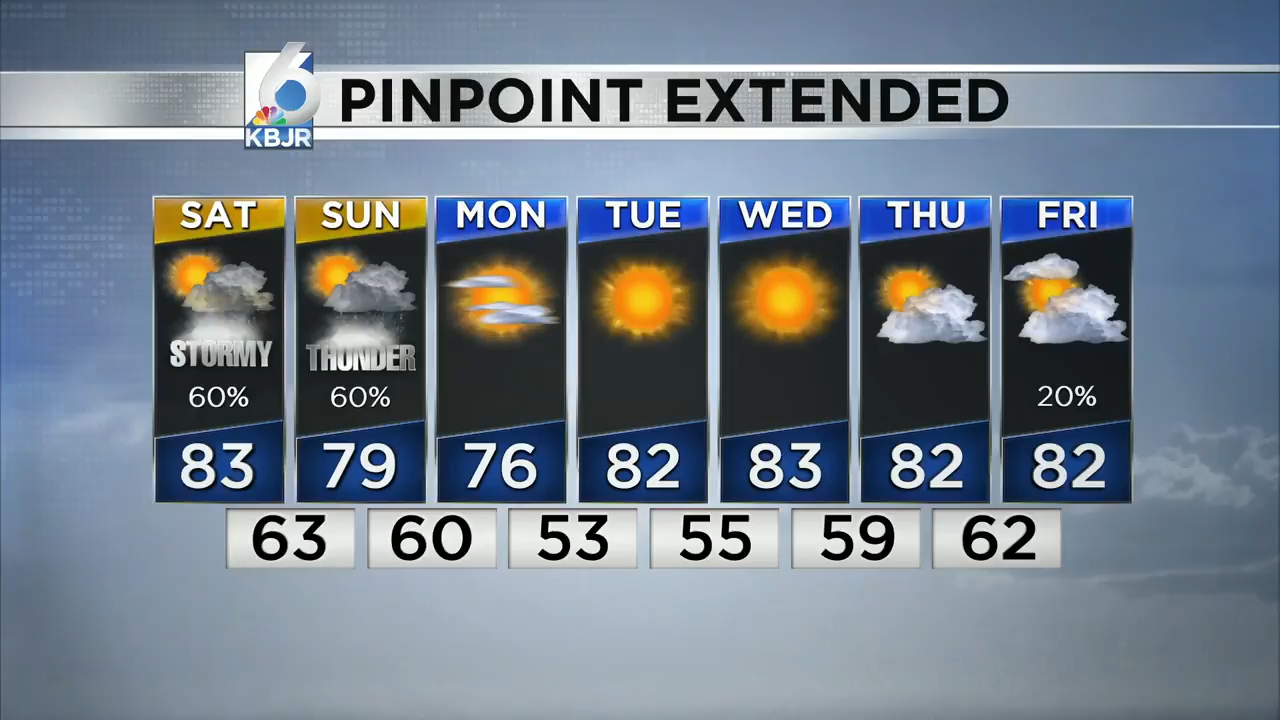 6
KBJR
PINPOINT EXTENDED
SAT SUN MON TUE WED THU FRI
STORMY THUNDER
60% 60% 20%
83 79 76 82 83 82 82
63 60 53 55 59 62